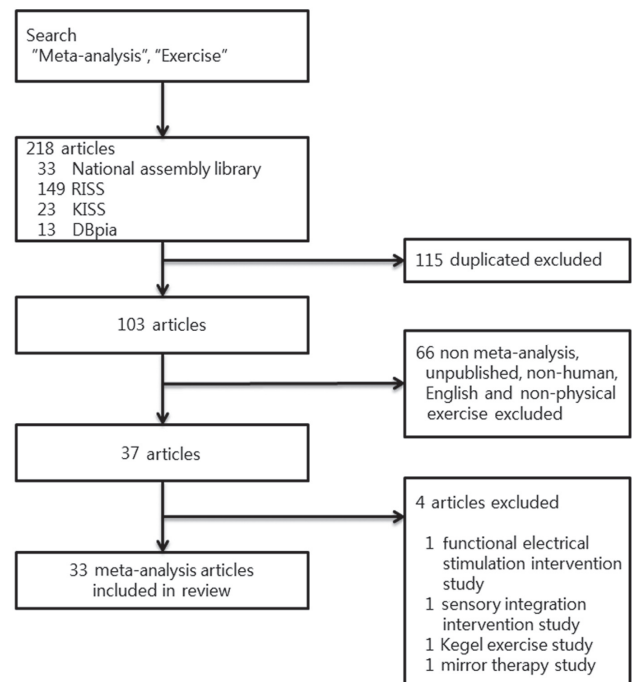 Search
"Meta-analysis", "Exercise"
218 articles
33 National assembly library
149 RISS
23 KISS
13 DBpia
115 duplicated excluded
103 articles
66 non meta-analysis,
unpublished, non-human,
English and non-physical
exercise excluded
37 articles
4 articles excluded
1 functional electrical
stimulation intervention
study
1 sensory integration
intervention study
1 Kegel exercise study
1 mirror therapy study
33 meta-analysis articles
included in review